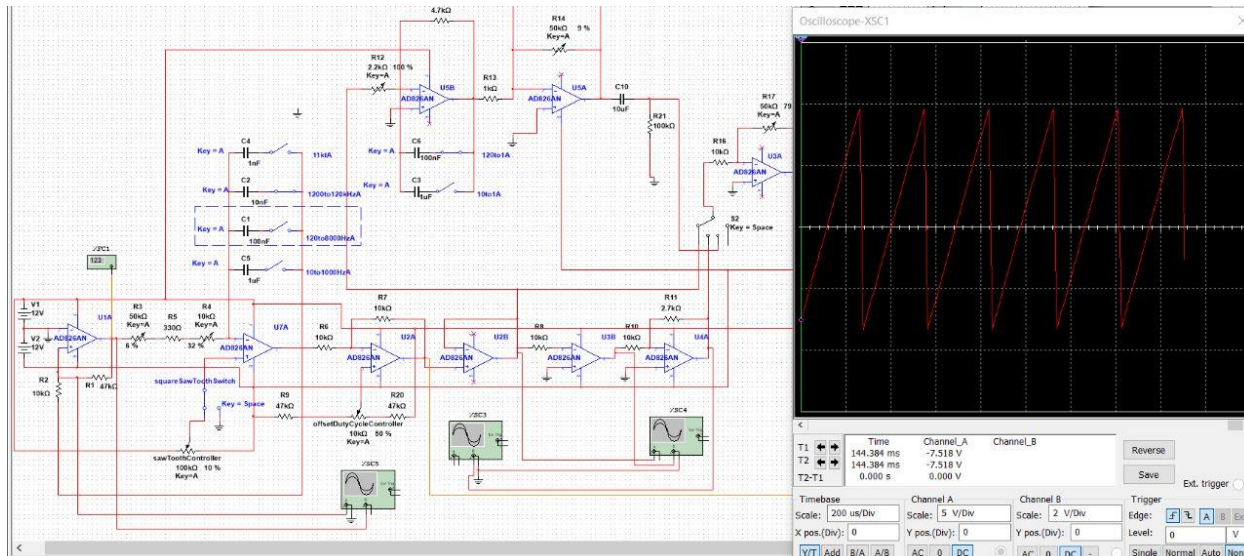 Oscilloscope-XSC1
4.7kΩ
R14
50kΩ 9 %
Key=A
R12
2.2kΩ 100 %
Key=A
U5B
AD826AN
R13
1kΩ
U5A
AD826AN
C10
10uF
R21
100kΩ
R17
50kΩ 79
Key=A
R16
10kΩ
U3A
AD826AN
C4
Key = A
1nF
11ktA
C2
Key = A
10nF
1200to120kHzA
C1
Key = A
100nF
120to8000HzA
C5
Key = A
1uF
10to1000HzA
C6
Key = A
100nF
120to1A
C3
Key = A
1uF
10to1A
S2
Key = Space
XSC1
123
V1
12V
V2
12V
U1A
AD826AN
R3
50kΩ
Key=A
6 %
R5
330Ω
R4
10kΩ
Key=A
32 %
U7A
AD826AN
R7
10kΩ
R6
10kΩ
U2A
AD826AN
U2B
AD826AN
R8
10kΩ
U3B
AD826AN
R11
2.7kΩ
R10
10kΩ
U4A
AD826AN
R2
10kΩ
R1
47kΩ
squareSawToothSwitch
Key = Space
R9
47kΩ
R20
47kΩ
offsetDutyCycleController
10kΩ 50 %
Key=A
sawToothController
100kΩ 10 %
Key=A
XSC3
XSC4
XSC5
T1
T2
T2-T1
Time
144.384 ms
144.384 ms
0.000 s
Channel_A
-7.518 V
-7.518 V
0.000 V
Channel_B
Reverse
Save
Ext. trigger
Timebase
Scale: 200 us/Div
X pos.(Div): 0
Y/T Add B/A A/B
Channel A
Scale: 5 V/Div
Y pos.(Div): 0
AC 0 DC
Channel B
Scale: 2 V/Div
Y pos.(Div): 0
AC 0 DC -
Trigger
Edge: A B Ex
Level: 0 V
Single Normal Auto